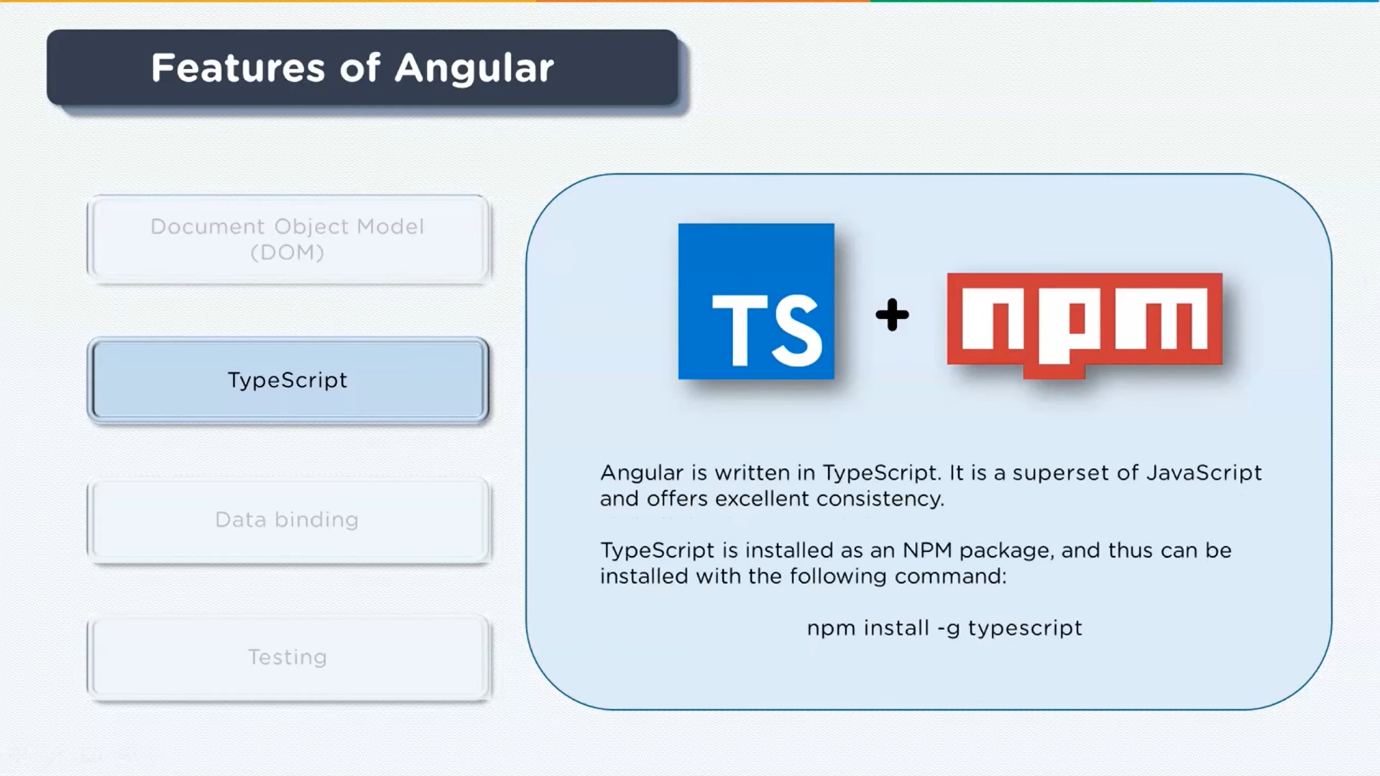 Features of Angular
Document Object Model
(DOM)
TypeScript
Data binding
Testing
TS
npm
Angular is written in TypeScript. It is a superset of JavaScript
and offers excellent consistency.
TypeScript is installed as an NPM package, and thus can be
installed with the following command:
npm install -g typescript